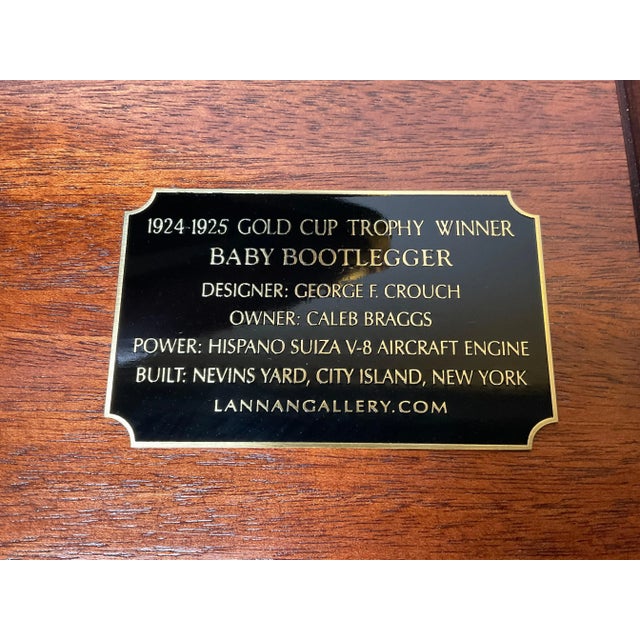 1924-1925 GOLD CUP TROPHY WINNER
BABY BOOTLEGGER
DESIGNER: GEORGE F. CROUCH
OWNER: CALEB BRAGGS
POWER: HISPANO SUIZA V-8 AIRCRAFT ENGINE
BUILT: NEVINS YARD, CITY ISLAND, NEW YORK
LANNANGALLERY.COM